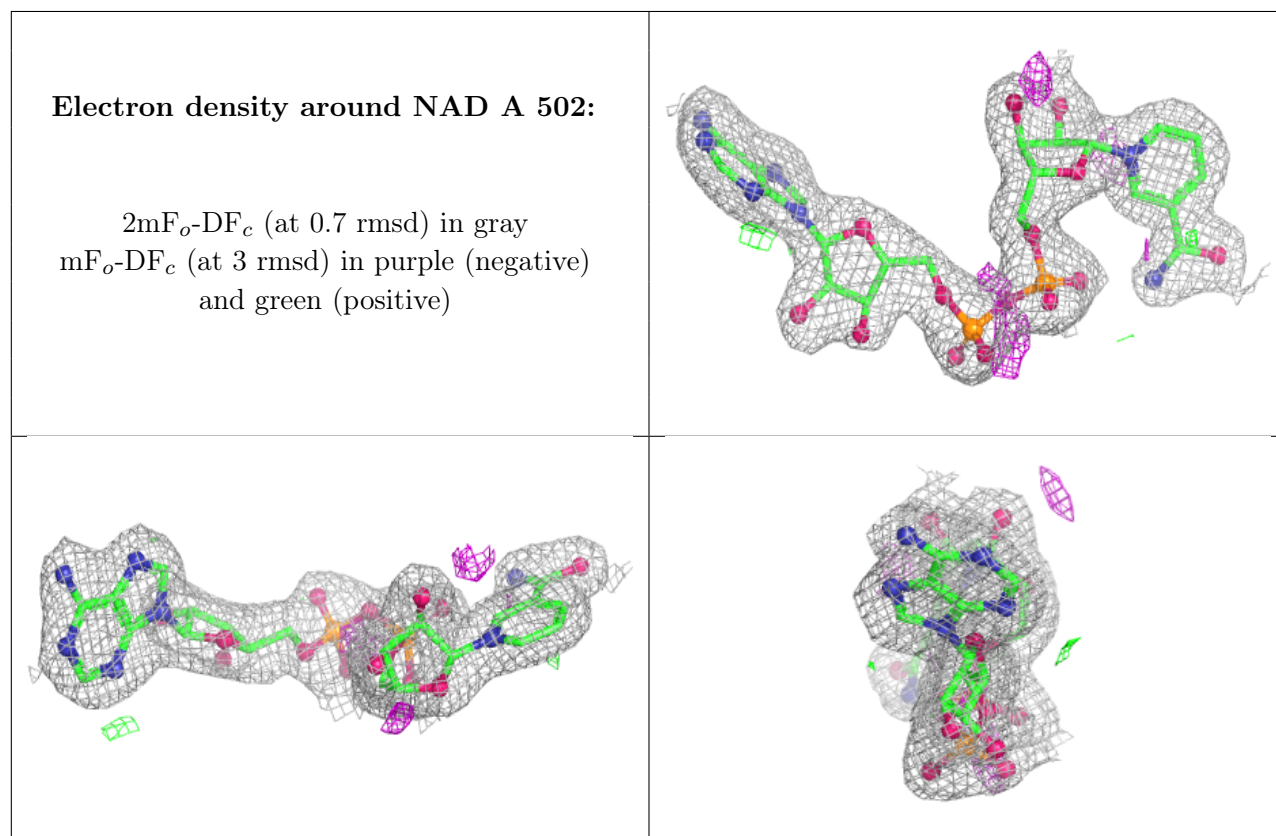 Electron density around NAD A 502:
2mFo-DFc (at 0.7 rmsd) in gray
mFo-DFc (at 3 rmsd) in purple (negative)
and green (positive)